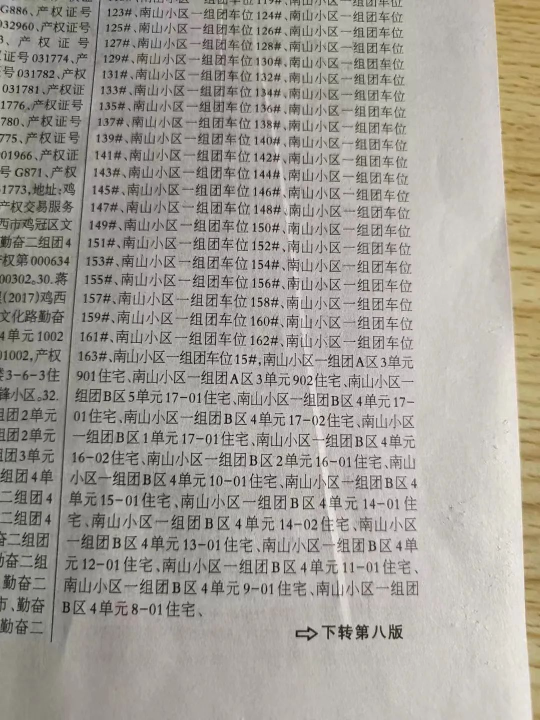 G886、产权证号
032960、产权证
3、产权证号
证号 031774、产
号 031782、产权
031781、产权
1776、产权证号
780、产权证号
775、产权证号
01966、产权证
号 G871、产权
1773,地址:鸡
产权交易服务
西市鸡冠区文
勤奋二组团 4
权第 000634
00302。30.蒋
(2017)鸡西
文化路勤奋
4 单元 1002
01002,产权
3-6-3 住
锋小区。32.
组团 2 单元
组团 2 单元
组团 3 单元
组团 4 单
二组团 4
二组团 4
奋二组团
勤奋二组
勤奋二
市、勤奋
勤奋二
123#、南山小区一组团车位 124#、南山小区一组团车位
125#、南山小区一组团车位 126#、南山小区一组团车位
127#、南山小区一组团车位 128#、南山小区一组团车位
129#、南山小区一组团车位 130#、南山小区一组团车位
131#、南山小区一组团车位 132#、南山小区一组团车位
133#、南山小区一组团车位 134#、南山小区一组团车位
135#、南山小区一组团车位 136#、南山小区一组团车位
137#、南山小区一组团车位 138#、南山小区一组团车位
139#、南山小区一组团车位 140#、南山小区一组团车位
141#、南山小区一组团车位 142#、南山小区一组团车位
143#、南山小区一组团车位 144#、南山小区一组团车位
145#、南山小区一组团车位 146#、南山小区一组团车位
147#、南山小区一组团车位 148#、南山小区一组团车位
149#、南山小区一组团车位 150#、南山小区一组团车位
151#、南山小区一组团车位 152#、南山小区一组团车位
153#、南山小区一组团车位 154#、南山小区一组团车位
155#、南山小区一组团车位 156#、南山小区一组团车位
157#、南山小区一组团车位 158#、南山小区一组团车位
159#、南山小区一组团车位 160#、南山小区一组团车位
161#、南山小区一组团车位 162#、南山小区一组团车位
163#、南山小区一组团车位 15#,南山小区一组团 A 区 3 单元
901 住宅、南山小区一组团 A 区 3 单元 902 住宅、南山小区一
组团 B 区 5 单元 17-01 住宅、南山小区一组团 B 区 4 单元 17-
01 住宅、南山小区一组团 B 区 4 单元 17-02 住宅、南山小区
一组团 B 区 1 单元 17-01 住宅、南山小区一组团 B 区 4 单元
16-02 住宅、南山小区一组团 B 区 2 单元 16-01 住宅、南山
小区一组团 B 区 4 单元 10-01 住宅、南山小区一组团 B 区 4
单元 15-01 住宅、南山小区一组团 B 区 4 单元 14-01 住
宅、南山小区一组团 B 区 4 单元 14-02 住宅、南山小区
一组团 B 区 4 单元 13-01 住宅、南山小区一组团 B 区 4 单
元 12-01 住宅、南山小区一组团 B 区 4 单元 11-01 住宅、
南山小区一组团 B 区 4 单元 9-01 住宅、南山小区一组团
B 区 4 单元 8-01 住宅、
⇨下转第八版